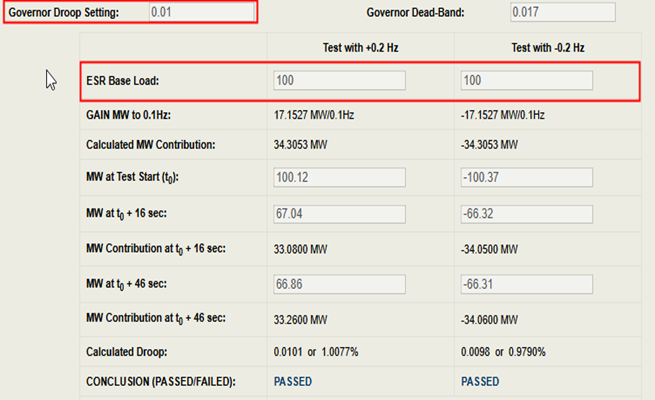 Governor Droop Setting: 0.01 Governor Dead-Band: 0.017
Test with +0.2 Hz Test with -0.2 Hz
ESR Base Load: 100 100
GAIN MW to 0.1Hz: 17.1527 MW/0.1Hz -17.1527 MW/0.1Hz
Calculated MW Contribution: 34.3053 MW -34.3053 MW
MW at Test Start (t0): 100.12 -100.37
MW at t0 + 16 sec: 67.04 -66.32
MW Contribution at t0 + 16 sec: 33.0800 MW -34.0500 MW
MW at t0 + 46 sec: 66.86 -66.31
MW Contribution at t0 + 46 sec: 33.2600 MW -34.0600 MW
Calculated Droop: 0.0101 or 1.0077% 0.0098 or 0.9790%
CONCLUSION (PASSED/FAILED): PASSED PASSED